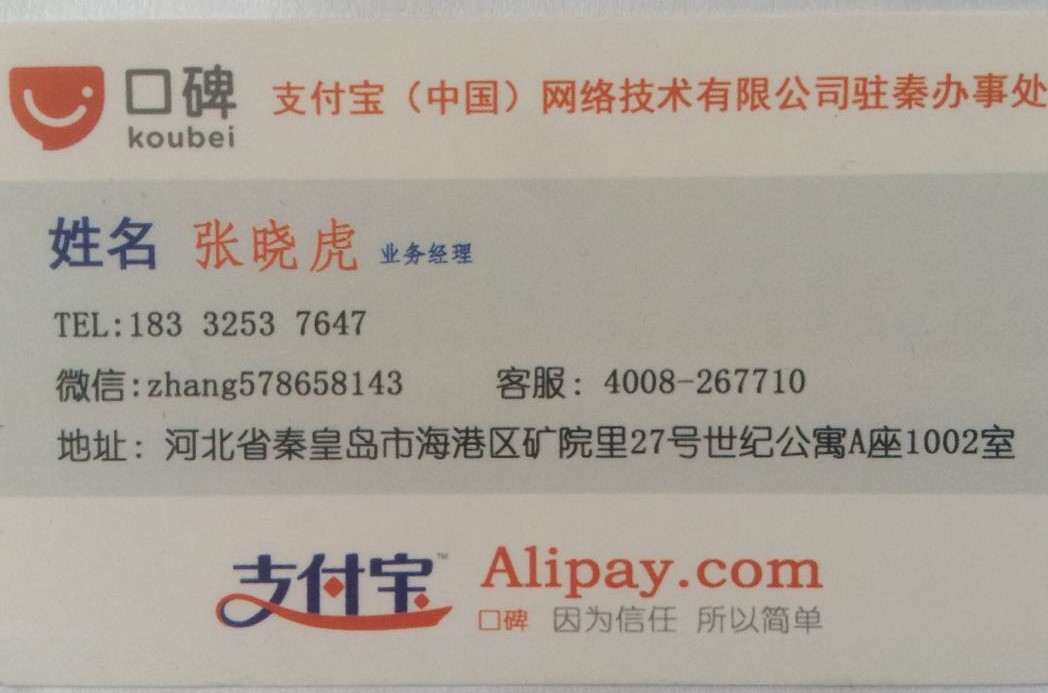 口碑 支付宝（中国）网络技术有限公司驻秦办事处
koubei
姓名 张晓虎 业务经理
TEL:183 3253 7647
微信:zhang578658143 客服：4008-267710
地址：河北省秦皇岛市海港区矿院里27号世纪公寓A座1002室
支付宝™ Alipay.com
口碑 因为信任 所以简单